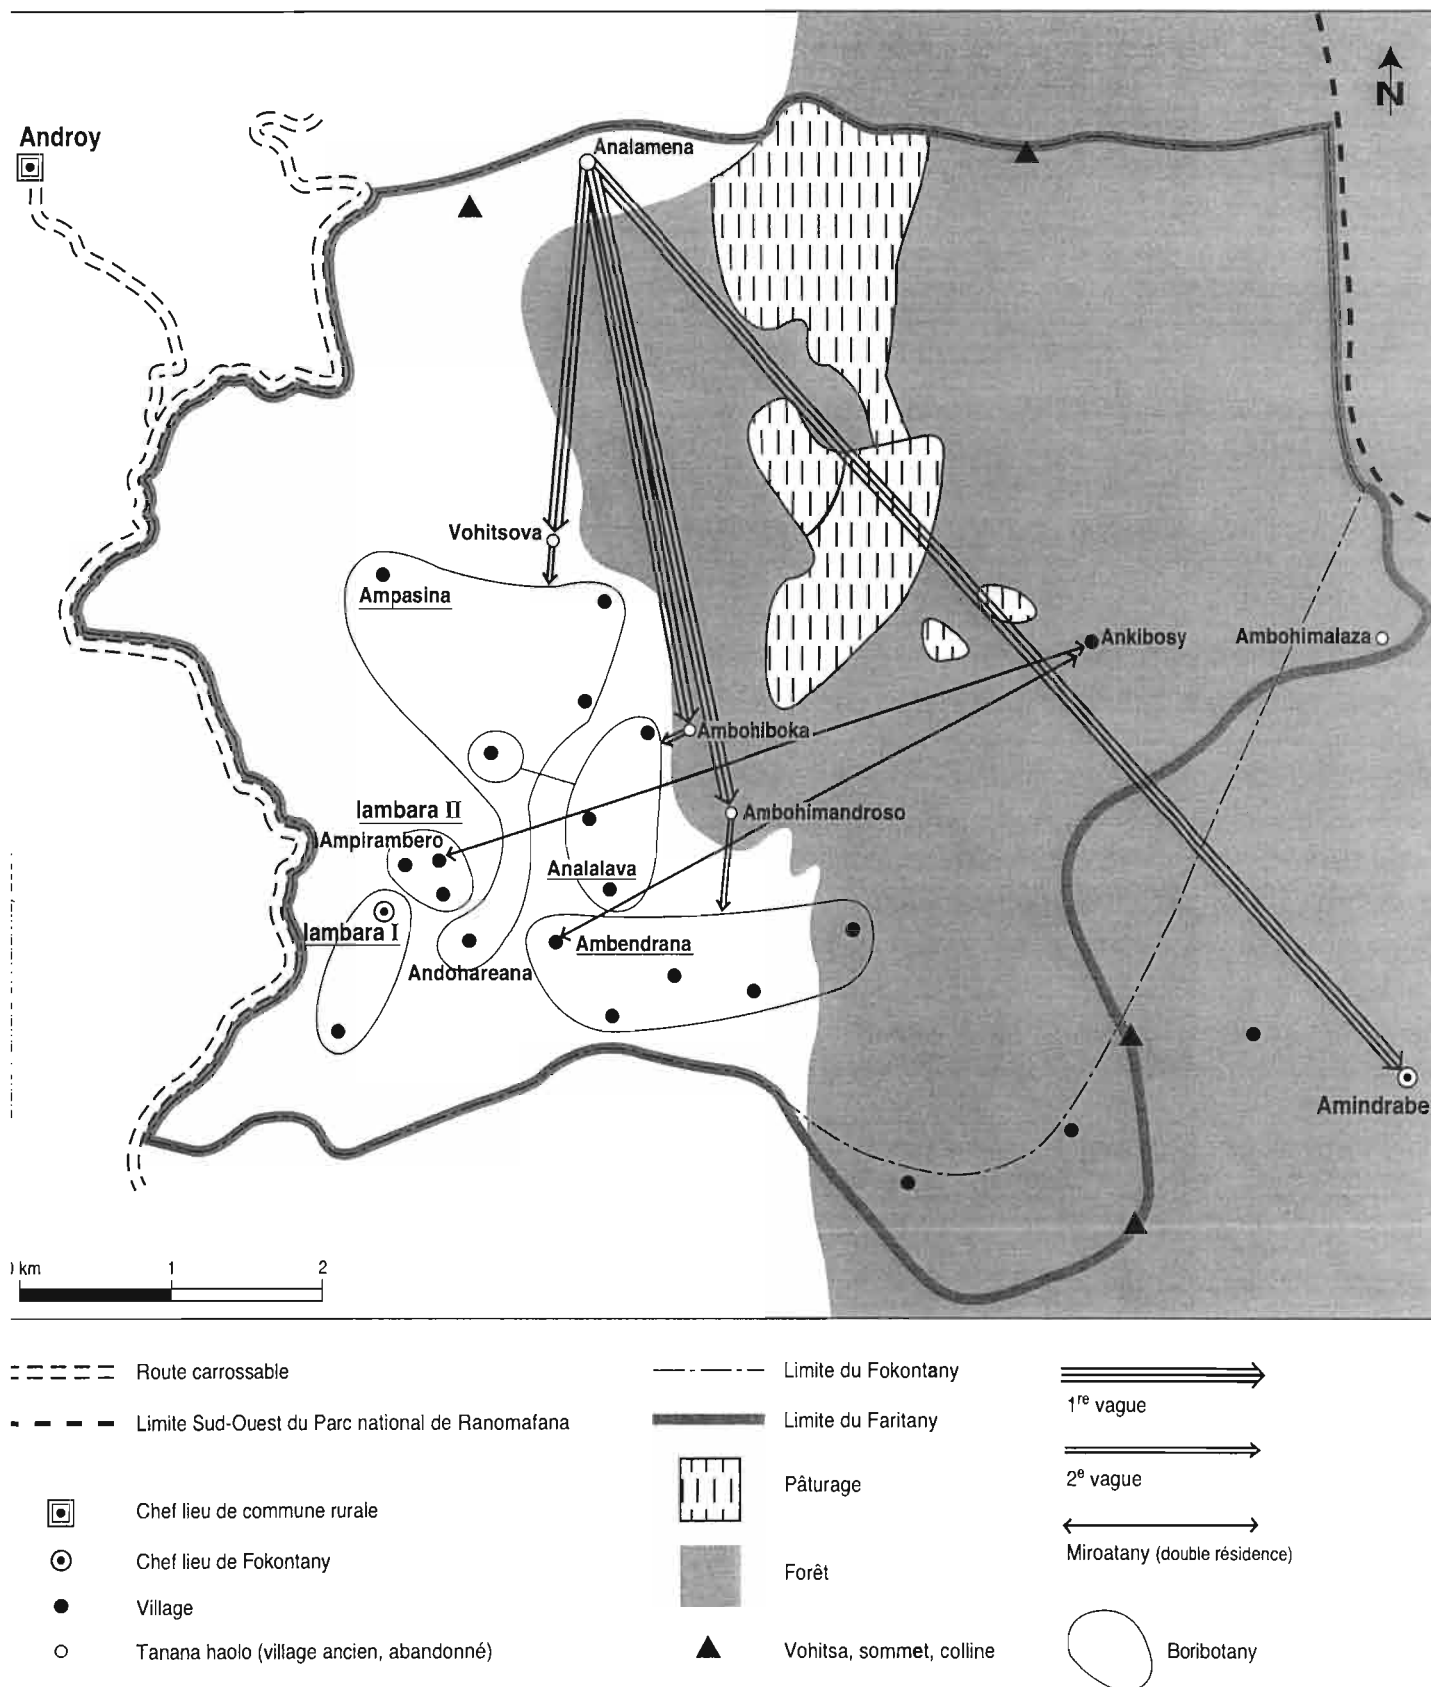 N
Androy
Analamena
Vohitsova
Ampasina
Ankibosy
Ambohimalaza
Ambohiboka
Iambara II
Ampirambero
Ambohimandroso
Analalava
Iambara I
Ambendrana
Andohareana
Amindrabe
km
1
2
Route carrossable
Limite Sud-Ouest du Parc national de Ranomafana
Chef lieu de commune rurale
Chef lieu de Fokontany
Village
Tanana haolo (village ancien, abandonné)
Limite du Fokontany
Limite du Faritany
Pâturage
Forêt
Vohitsa, sommet, colline
1re vague
2e vague
Miroatany (double résidence)
Boribotany